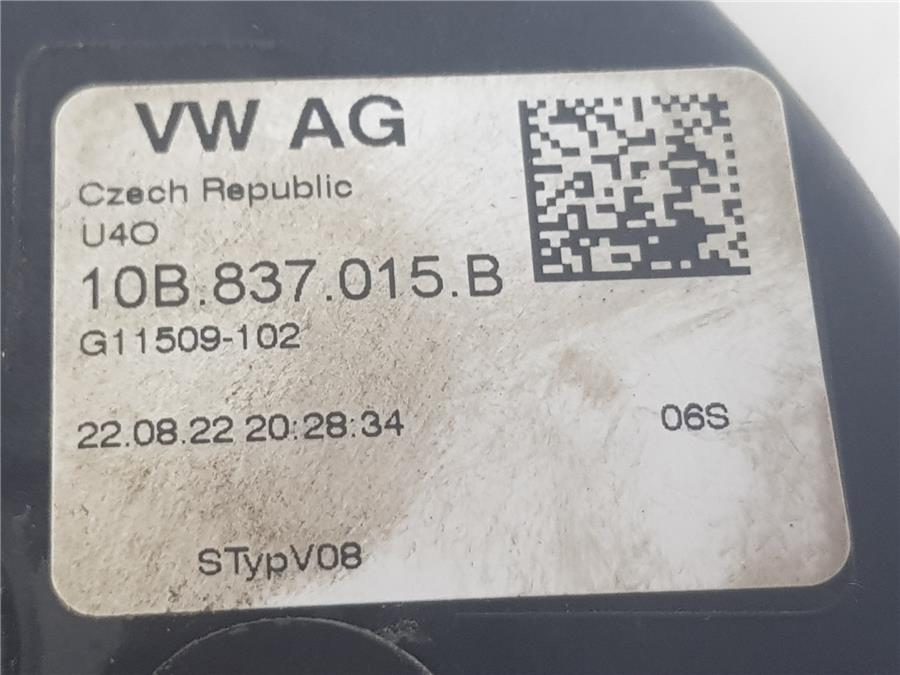 VW AG
Czech Republic
U4O
10B.837.015.B
G11509-102
22.08.22 20:28:34
06S
STypV08